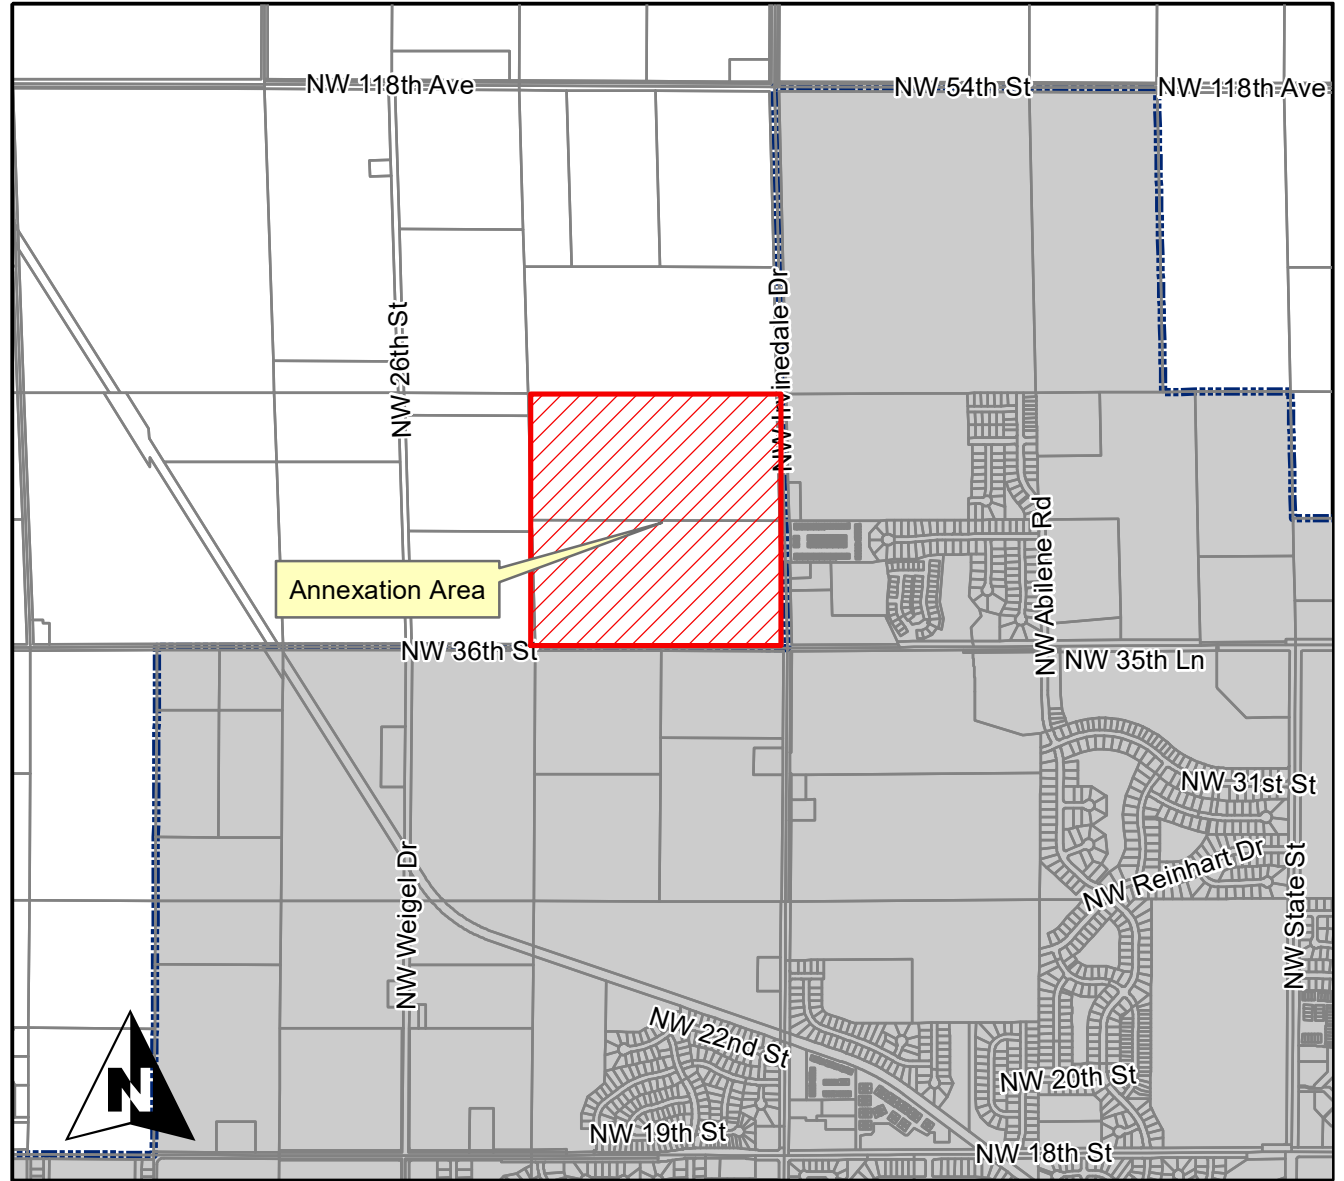 NW 118th Ave
NW 54th St
NW 118th Ave
NW 26th St
NW Irvinedale Dr
Annexation Area
NW Abilene Rd
NW 36th St
NW 35th Ln
NW 31st St
NW Reinhart Dr
NW Weigel Dr
NW State St
NW 22nd St
NW 20th St
NW 19th St
NW 18th St
N